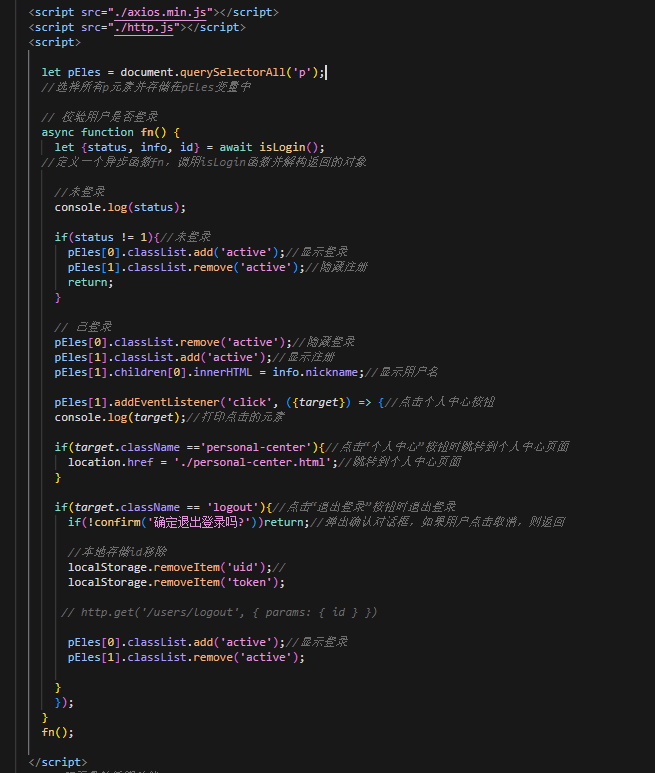 <script src="./axios.min.js"></script>
<script src="./http.js"></script>
<script>
let pEles = document.querySelectorAll('p');
//选择所有p元素并存储在pEles变量中
// 校验用户是否登录
async function fn() {
let {status, info, id} = await isLogin();
//定义一个异步函数fn，调用isLogin函数并解构返回的对象
//未登录
console.log(status);
if(status != 1){//未登录
pEles[0].classList.add('active');//显示登录
pEles[1].classList.remove('active');//隐藏注册
return;
}
// 已登录
pEles[0].classList.remove('active');//隐藏登录
pEles[1].classList.add('active');//显示注册
pEles[1].children[0].innerHTML = info.nickname;//显示用户名
pEles[1].addEventListener('click', ({target}) => {//点击个人中心按钮
console.log(target);//打印点击的元素
if(target.className =='personal-center'){//点击“个人中心”按钮时跳转到个人中心页面
location.href = './personal-center.html';//跳转到个人中心页面
}
if(target.className == 'logout'){//点击“退出登录”按钮时退出登录
if(!confirm('确定退出登录吗?'))return;//弹出确认对话框，如果用户点击取消，则返回
//本地存储id移除
localStorage.removeItem('uid');//
localStorage.removeItem('token');
// http.get('/users/logout', { params: { id } })
pEles[0].classList.add('active');//显示登录
pEles[1].classList.remove('active');
}
});
}
fn();
</script>